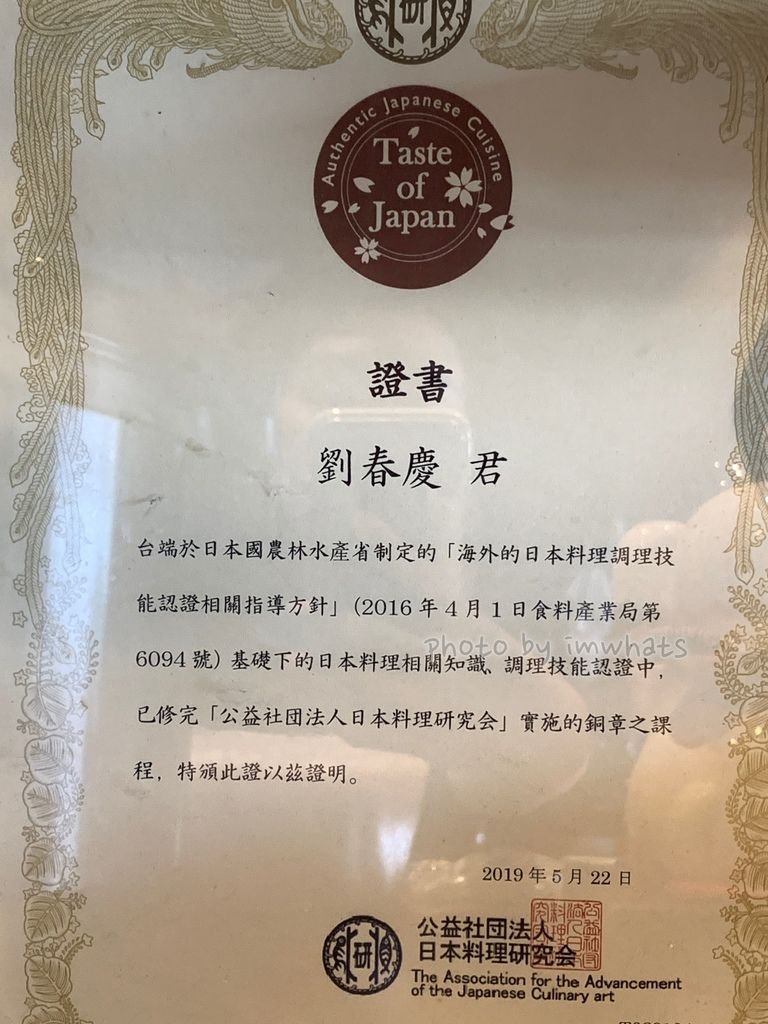 研
Authentic Japanese Cuisine
Taste
of
Japan
證書
劉春慶 君
台端於日本國農林水產省制定的「海外的日本料理調理技
能認證相關指導方針」(2016 年 4 月 1 日食料產業局第
6094 號) 基礎下的日本料理相關知識、調理技能認證中,
photo by imwhats
已修完「公益社団法人日本料理研究会」實施的銅章之課
程, 特頒此證以茲證明。
2019 年 5 月 22 日
研
公益社団法人
日本料理研究会
The Association for the Advancement
of the Japanese Culinary art